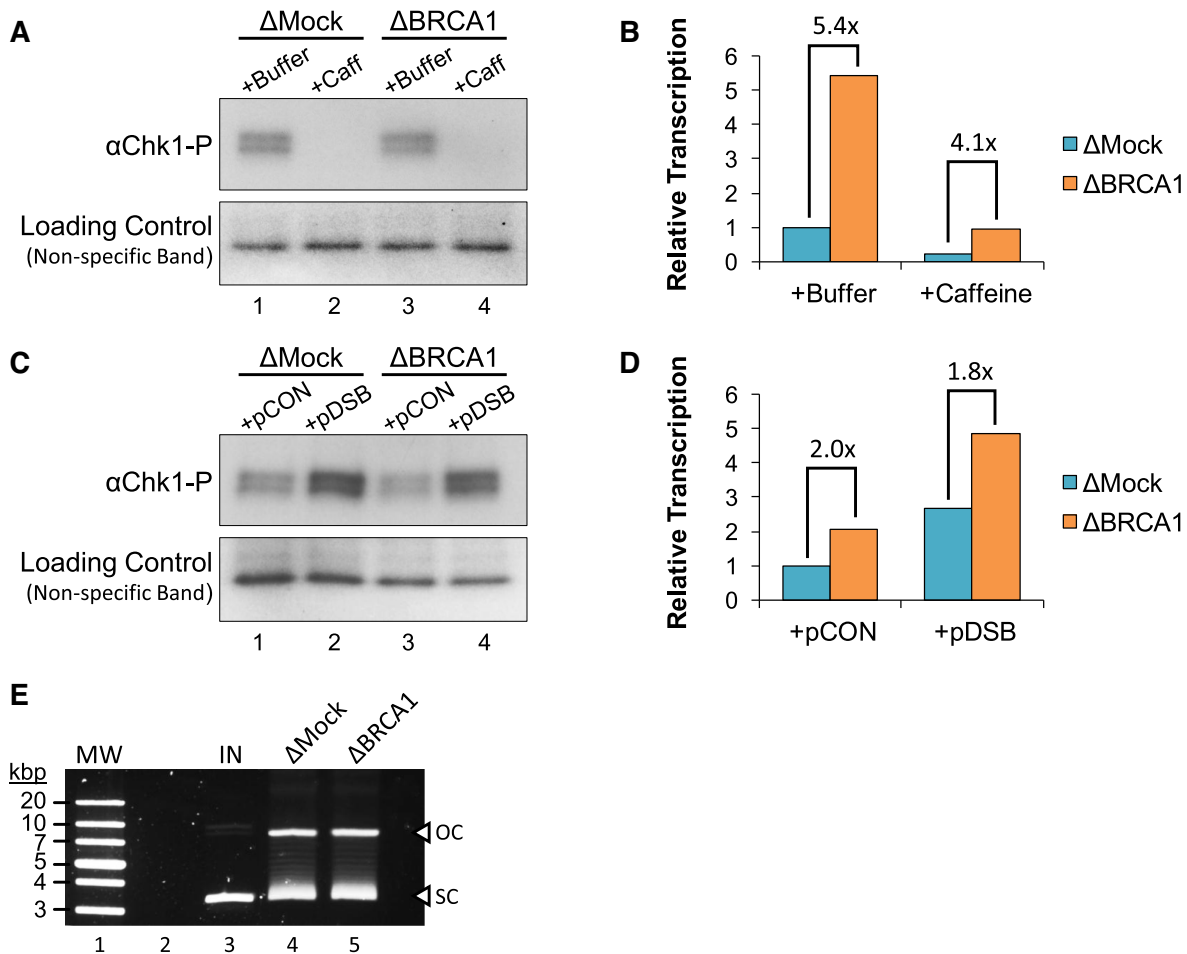 A
ΔMock ΔBRCA1
+Buffer +Caff +Buffer +Caff
αChk1-P
Loading Control
(Non-specific Band)
1 2 3 4
B
Relative Transcription
6
5
4
3
2
1
0
5.4x
4.1x
+Buffer +Caffeine
ΔMock
ΔBRCA1
C
ΔMock ΔBRCA1
+pCON +pDSB +pCON +pDSB
αChk1-P
Loading Control
(Non-specific Band)
1 2 3 4
D
Relative Transcription
6
5
4
3
2
1
0
2.0x
1.8x
+pCON +pDSB
ΔMock
ΔBRCA1
E
kbp MW IN ΔMock ΔBRCA1
20
10
7
5
4
3
OC
SC
1 2 3 4 5